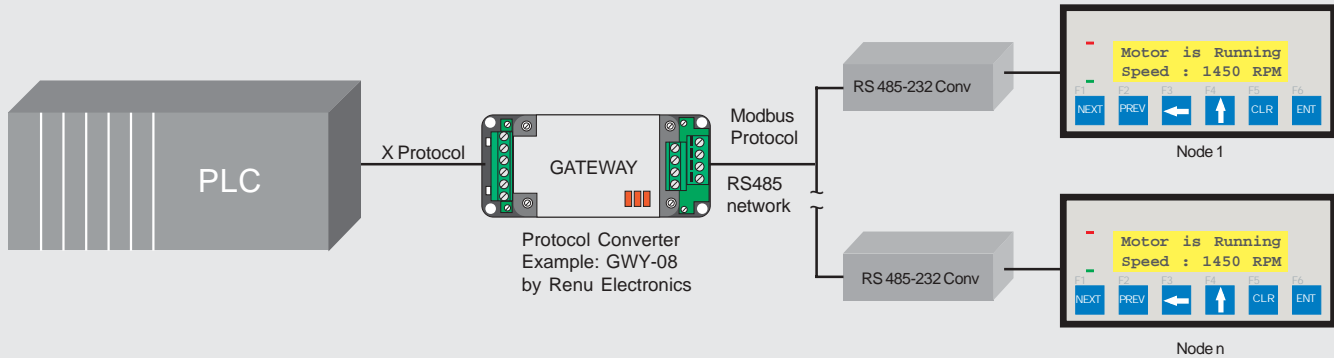 PLC
X Protocol
GATEWAY
Protocol Converter
Example: GWY-08
by Renu Electronics
Modbus
Protocol
RS485
network
RS 485-232 Conv
Motor is Running
Speed : 1450 RPM
F1 F2 F3 F4 F5 F6
NEXT PREV CLR ENT
Node 1
RS 485-232 Conv
Motor is Running
Speed : 1450 RPM
F1 F2 F3 F4 F5 F6
NEXT PREV CLR ENT
Node n